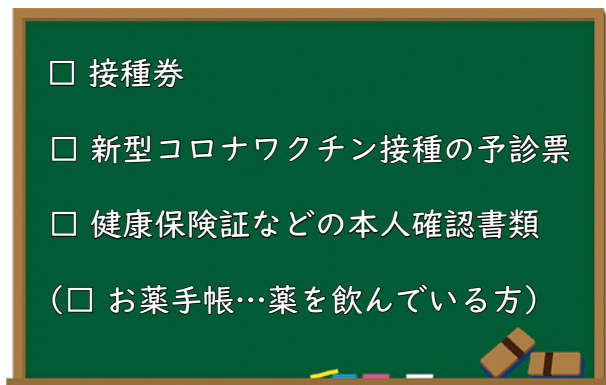 □ 接種券
□ 新型コロナワクチン接種の予診票
□ 健康保険証などの本人確認書類
(□ お薬手帳…薬を飲んでいる方)